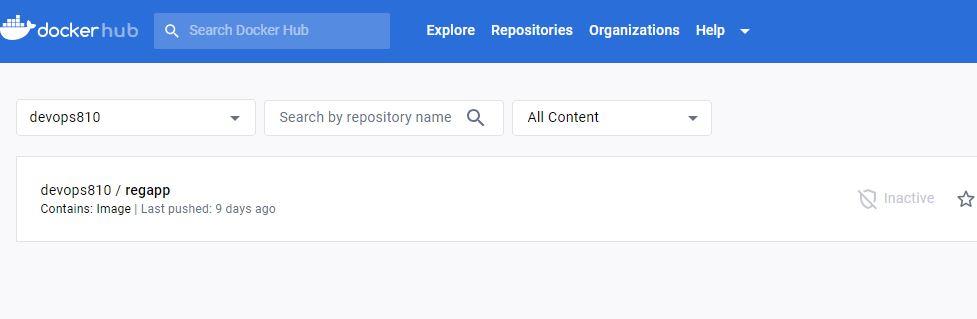 dockerhub Search Docker Hub Explore Repositories Organizations Help
devops810 Search by repository name All Content
devops810 / regapp
Contains: Image | Last pushed: 9 days ago
Inactive